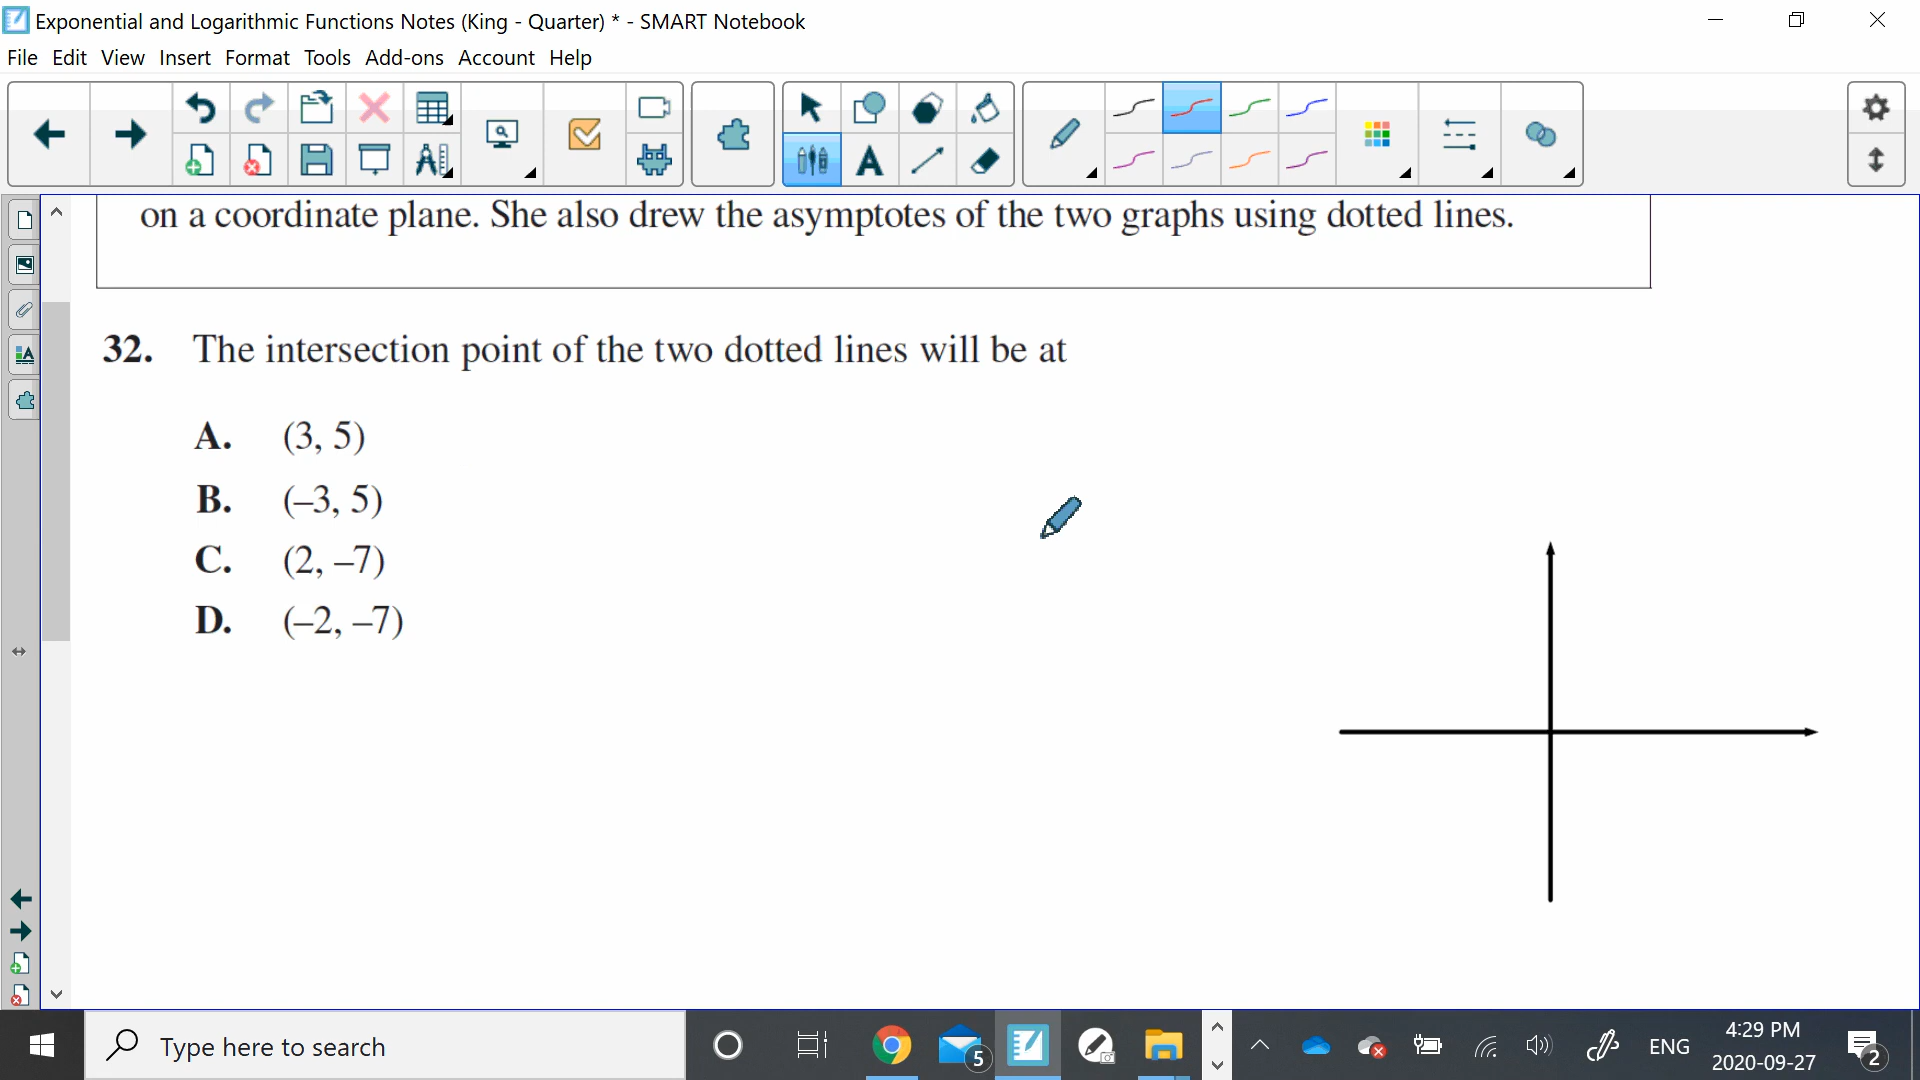 Exponential and Logarithmic Functions Notes (King - Quarter) * - SMART Notebook
File Edit View Insert Format Tools Add-ons Account Help
on a coordinate plane. She also drew the asymptotes of the two graphs using dotted lines.
32. The intersection point of the two dotted lines will be at
A. (3, 5)
B. (–3, 5)
C. (2, –7)
D. (–2, –7)
Type here to search
5
ENG
4:29 PM
2020-09-27
2